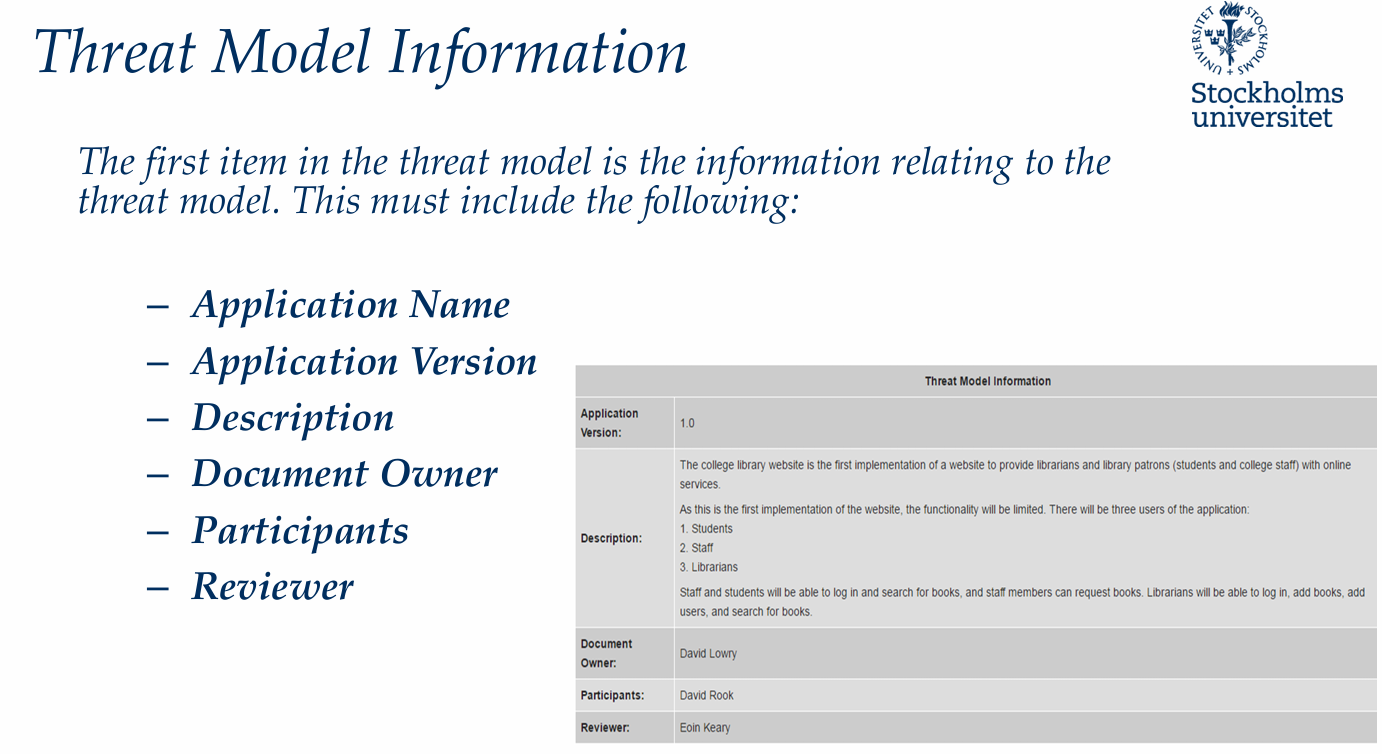 Threat Model Information
UNIVERSITET STOCKHOLMS
Stockholms
universitet
The first item in the threat model is the information relating to the
threat model. This must include the following:
– Application Name
– Application Version
– Description
– Document Owner
– Participants
– Reviewer
Threat Model Information
Application
Version:
1.0
Description:
The college library website is the first implementation of a website to provide librarians and library patrons (students and college staff) with online
services.
As this is the first implementation of the website, the functionality will be limited. There will be three users of the application:
1. Students
2. Staff
3. Librarians
Staff and students will be able to log in and search for books, and staff members can request books. Librarians will be able to log in, add books, add
users, and search for books.
Document
Owner:
David Lowry
Participants:
David Rook
Reviewer:
Eoin Keary